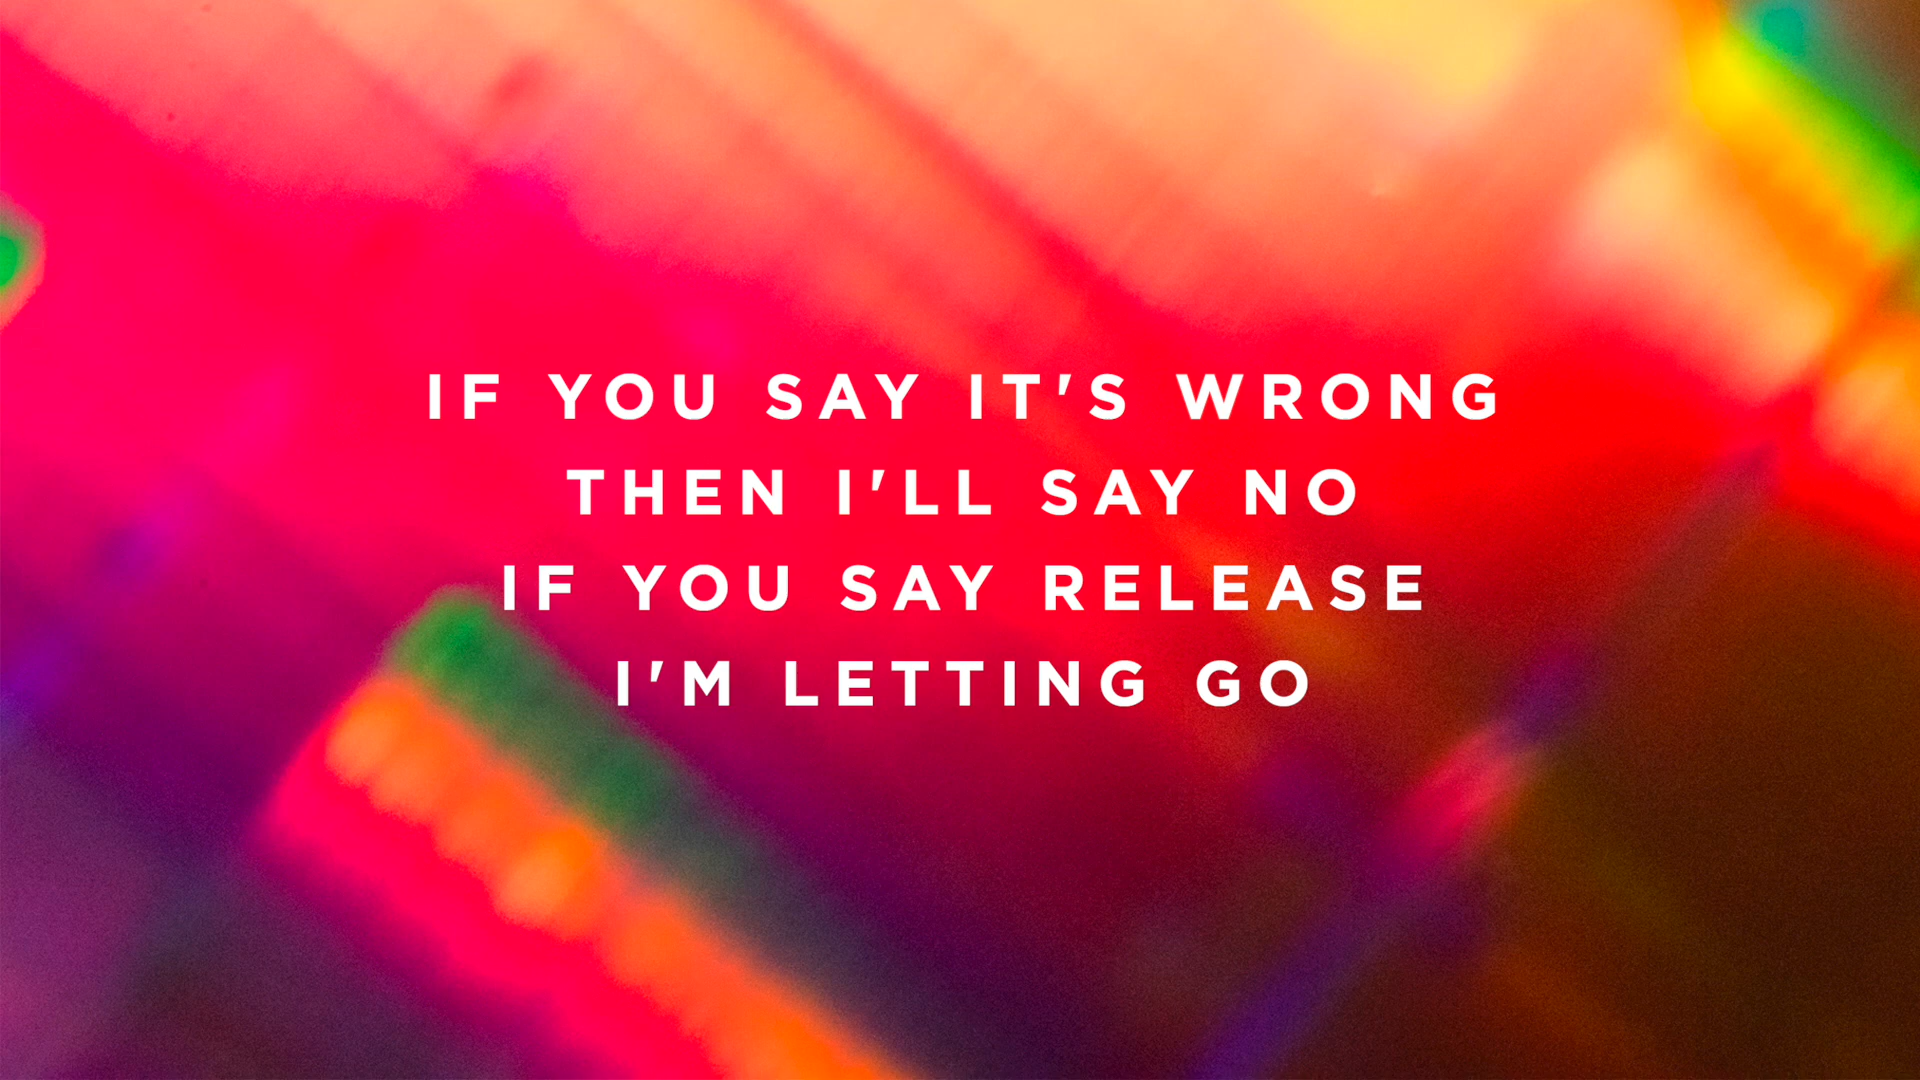 IF YOU SAY IT'S WRONG
THEN I'LL SAY NO
IF YOU SAY RELEASE
I'M LETTING GO